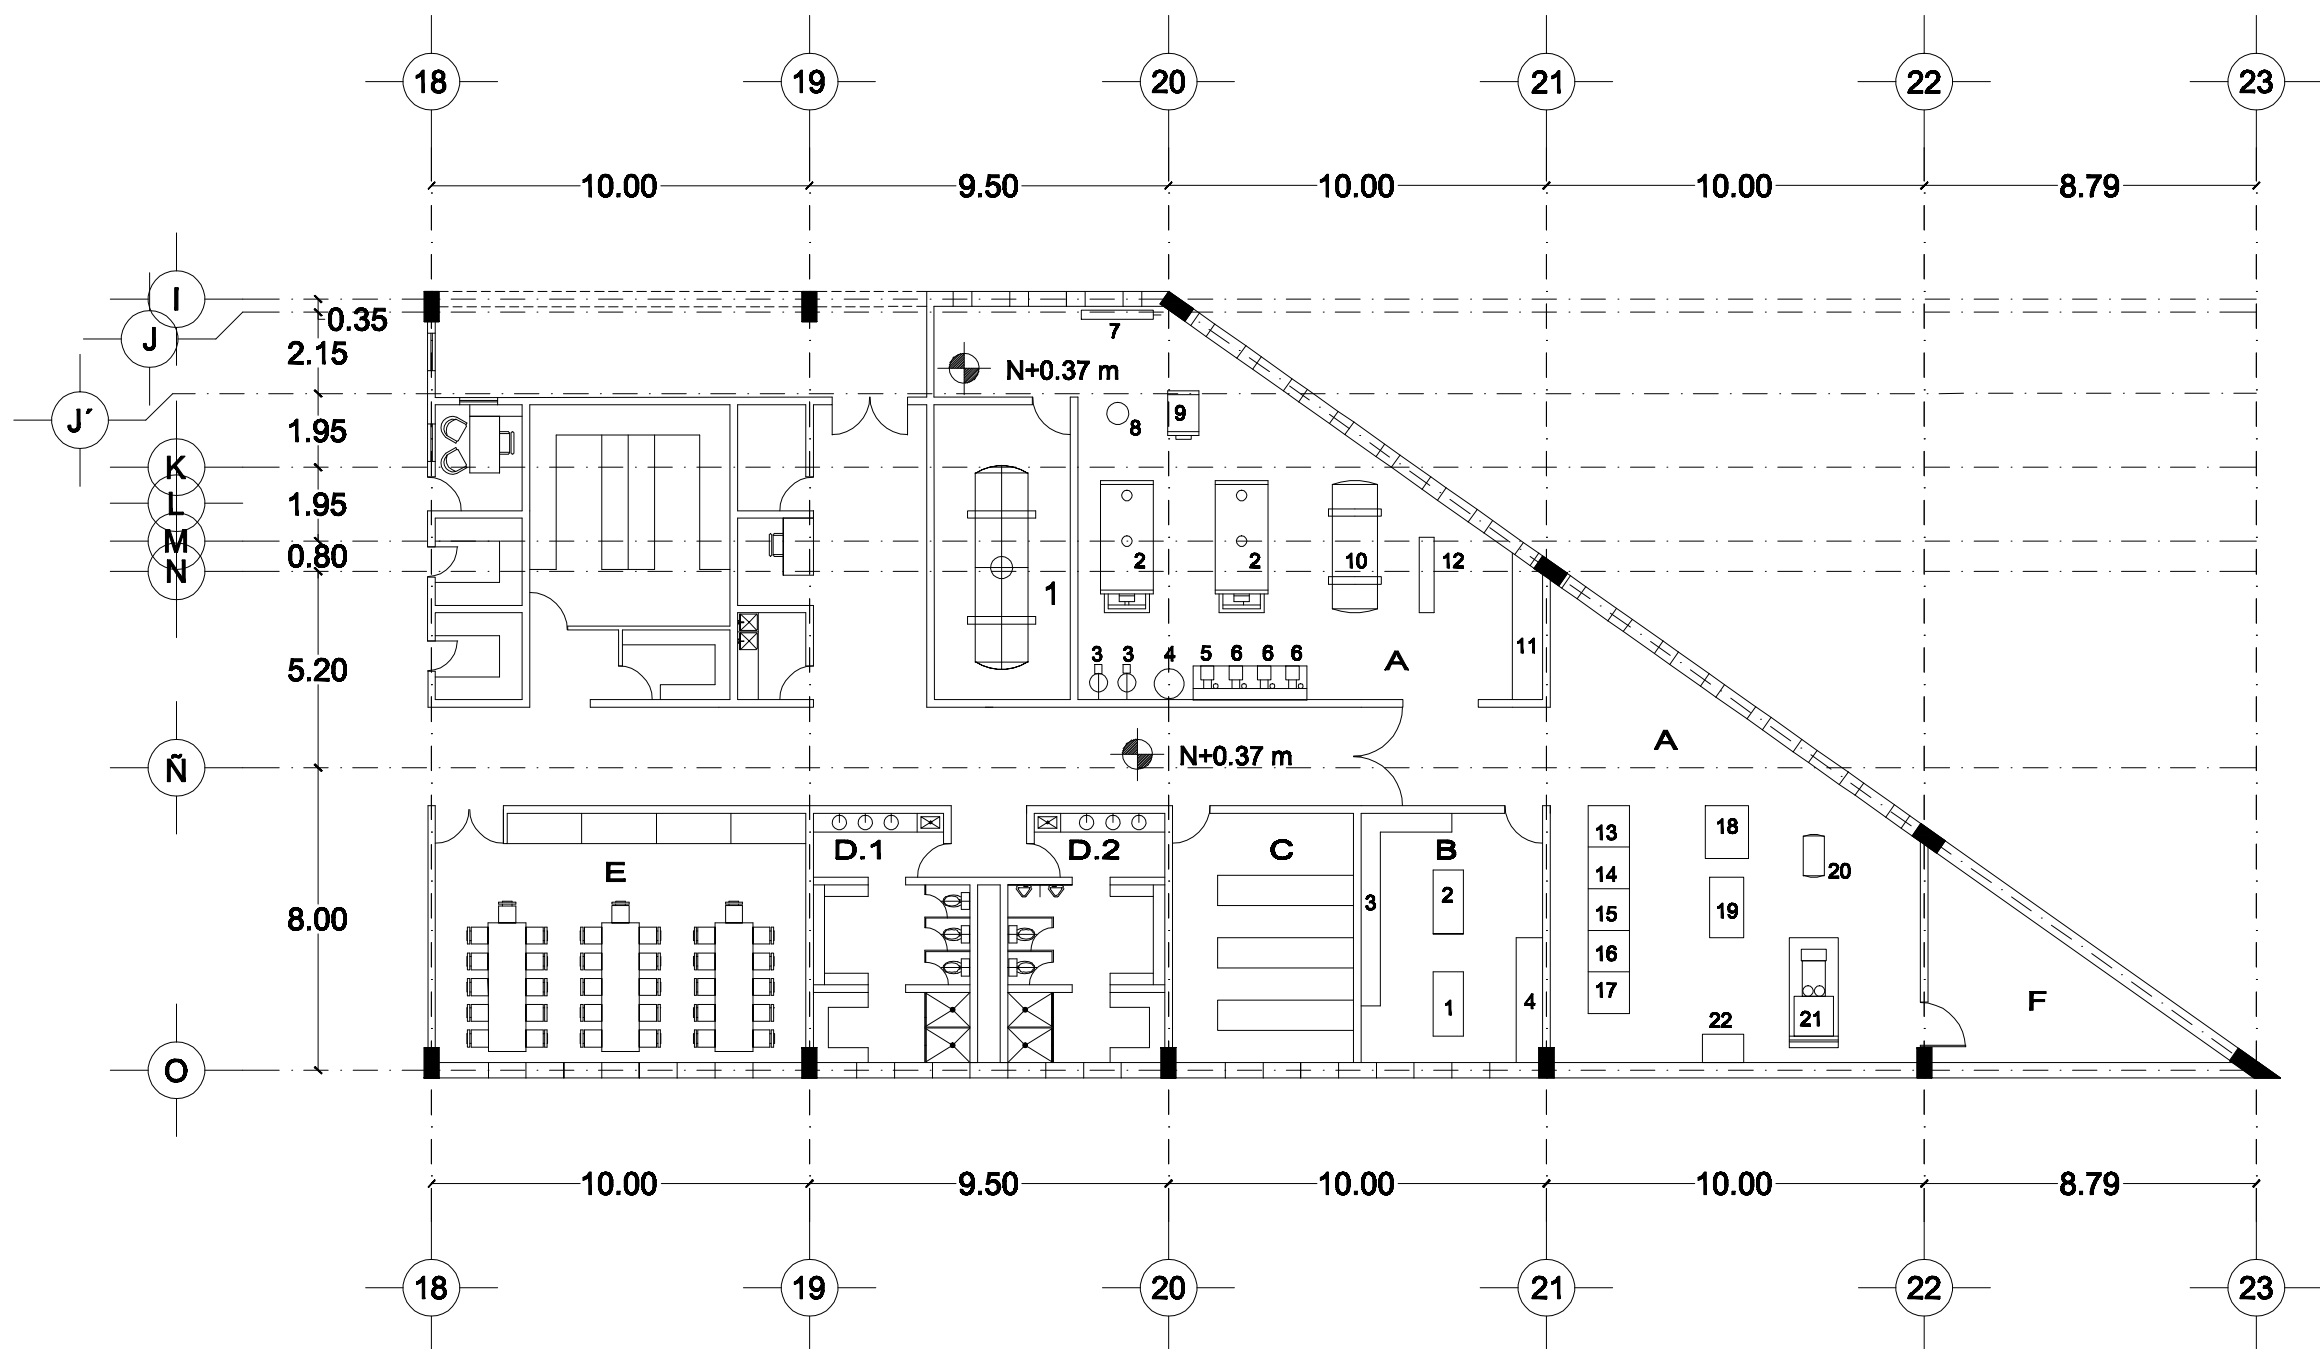 18 19 20 21 22 23
10.00 9.50 10.00 10.00 8.79
I
0.35
J
2.15
7
N+0.37 m
J´
1.95
8 9
K
L
1.95
M
0.80
N
2 2 10 12
1
5.20
3 3 4 5 6 6 6
A
11
A
N+0.37 m
Ñ
13 18
D.1 D.2 C B
E
14 20
3 2
15 19
8.00
16
17
1 4
22 21
F
O
10.00 9.50 10.00 10.00 8.79
18 19 20 21 22 23